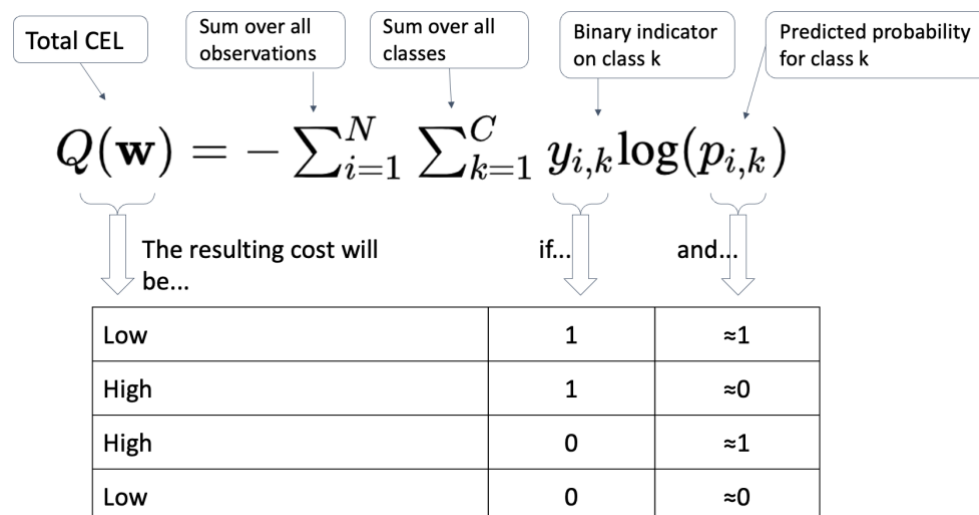 Total CEL
Sum over all
observations
Sum over all
classes
Binary indicator
on class k
Predicted probability
for class k
Q(𝐰) = − ∑_{i=1}^{N} ∑_{k=1}^{C} y_{i,k} log(p_{i,k})
The resulting cost will
be...
if...
and...
Low 1 ≈1
High 1 ≈0
High 0 ≈1
Low 0 ≈0